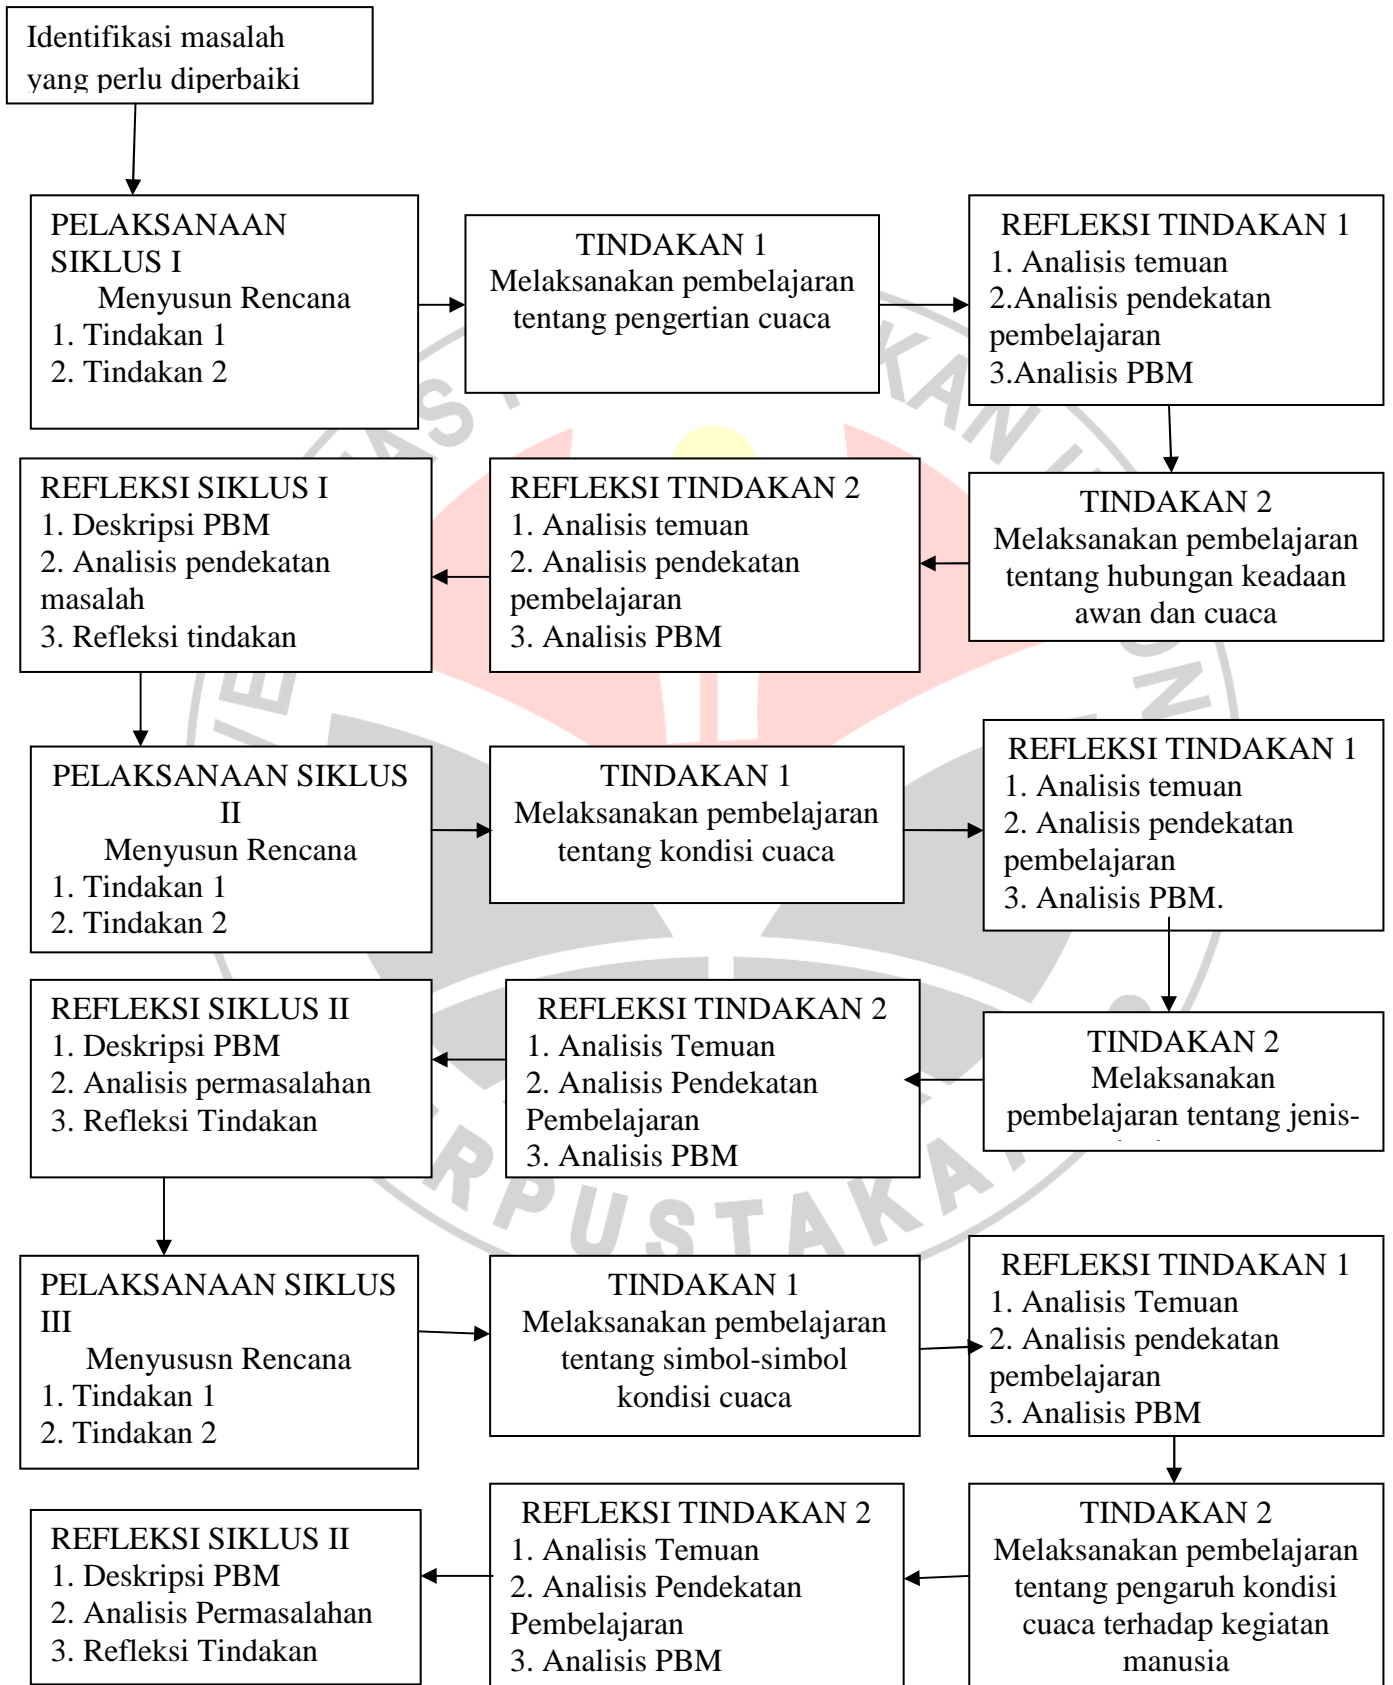 Identifikasi masalah
yang perlu diperbaiki
PELAKSANAAN
SIKLUS I
Menyusun Rencana
1. Tindakan 1
2. Tindakan 2
TINDAKAN 1
Melaksanakan pembelajaran
tentang pengertian cuaca
REFLEKSI TINDAKAN 1
1. Analisis temuan
2.Analisis pendekatan
pembelajaran
3.Analisis PBM
TINDAKAN 2
Melaksanakan pembelajaran
tentang hubungan keadaan
awan dan cuaca
REFLEKSI TINDAKAN 2
1. Analisis temuan
2. Analisis pendekatan
pembelajaran
3. Analisis PBM
REFLEKSI SIKLUS I
1. Deskripsi PBM
2. Analisis pendekatan
masalah
3. Refleksi tindakan
PELAKSANAAN SIKLUS
II
Menyusun Rencana
1. Tindakan 1
2. Tindakan 2
TINDAKAN 1
Melaksanakan pembelajaran
tentang kondisi cuaca
REFLEKSI TINDAKAN 1
1. Analisis temuan
2. Analisis pendekatan
pembelajaran
3. Analisis PBM.
TINDAKAN 2
Melaksanakan
pembelajaran tentang jenis-
REFLEKSI TINDAKAN 2
1. Analisis Temuan
2. Analisis Pendekatan
Pembelajaran
3. Analisis PBM
REFLEKSI SIKLUS II
1. Deskripsi PBM
2. Analisis permasalahan
3. Refleksi Tindakan
PELAKSANAAN SIKLUS
III
Menyususn Rencana
1. Tindakan 1
2. Tindakan 2
TINDAKAN 1
Melaksanakan pembelajaran
tentang simbol-simbol
kondisi cuaca
REFLEKSI TINDAKAN 1
1. Analisis Temuan
2. Analisis pendekatan
pembelajaran
3. Analisis PBM
TINDAKAN 2
Melaksanakan pembelajaran
tentang pengaruh kondisi
cuaca terhadap kegiatan
manusia
REFLEKSI TINDAKAN 2
1. Analisis Temuan
2. Analisis Pendekatan
Pembelajaran
3. Analisis PBM
REFLEKSI SIKLUS II
1. Deskripsi PBM
2. Analisis Permasalahan
3. Refleksi Tindakan